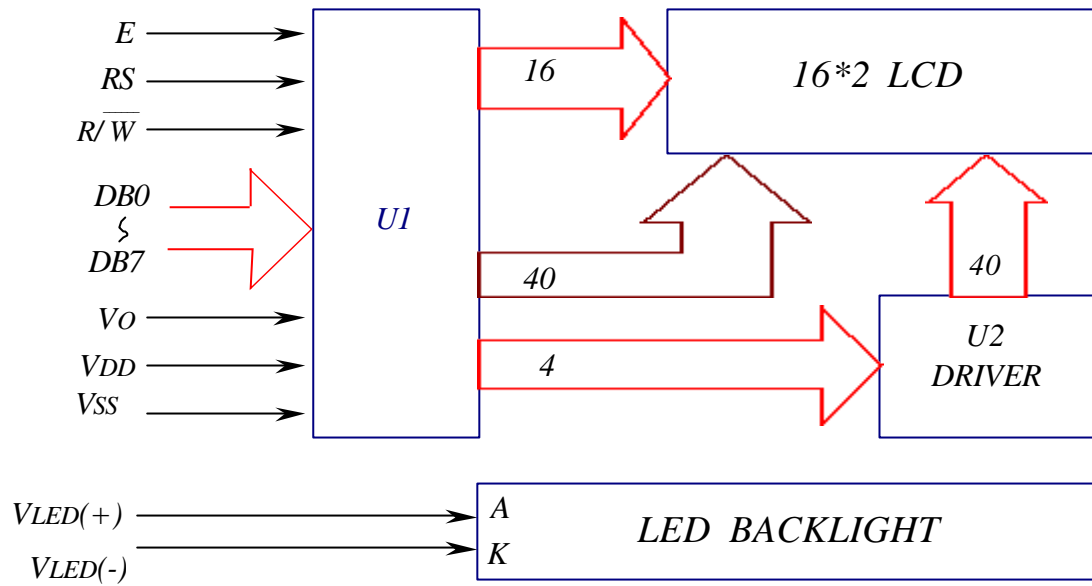 E
RS
R/W̅
DB0
DB7
VO
VDD
VSS
U1
16
40
4
16*2 LCD
40
U2
DRIVER
VLED(+)
VLED(-)
A
K
LED BACKLIGHT